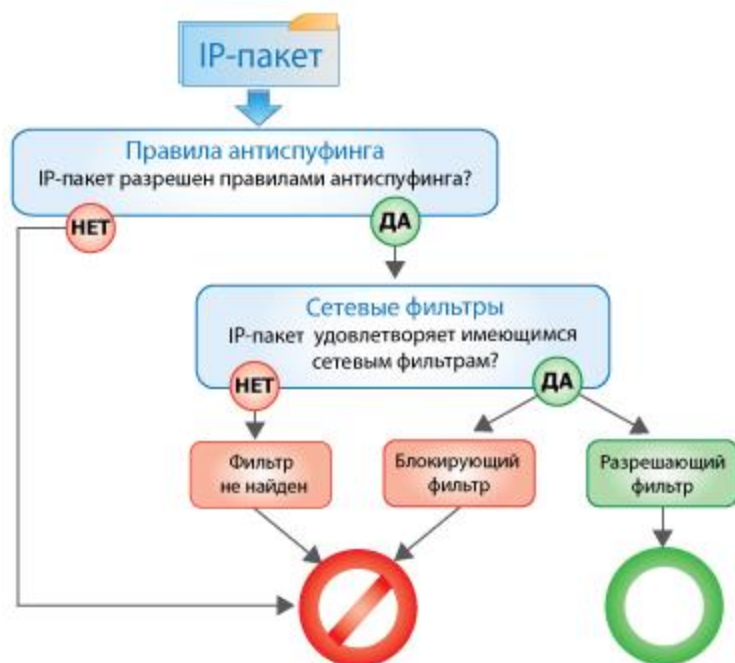 IP-пакет
Правила антиспуфинга
IP-пакет разрешен правилами антиспуфинга?
НЕТ
ДА
Сетевые фильтры
IP-пакет удовлетворяет имеющимся
сетевым фильтрам?
НЕТ
ДА
Фильтр
не найден
Блокирующий
фильтр
Разрешающий
фильтр